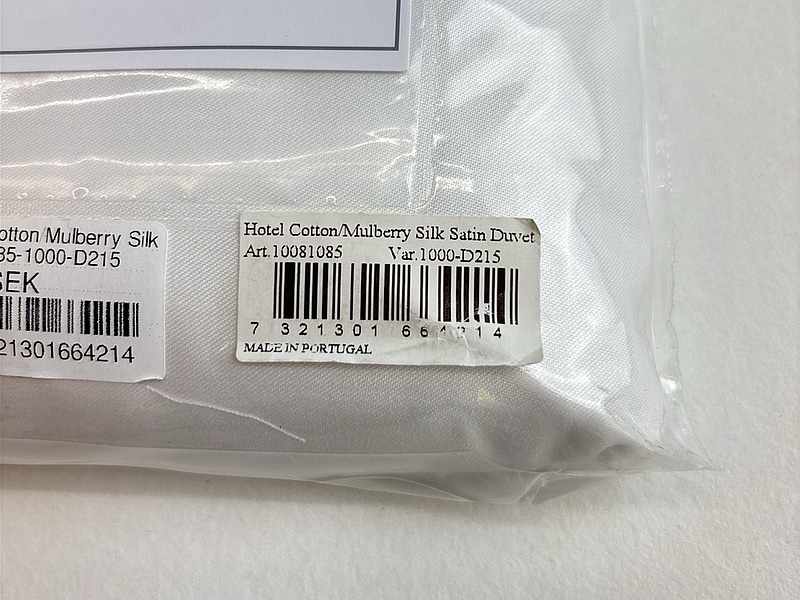 otton/Mulberry Silk
85-1000-D215
SEK
21301664214
Hotel Cotton/Mulberry Silk Satin Duvet
Art.10081085 Var.1000-D215
7 321301 664214
MADE IN PORTUGAL